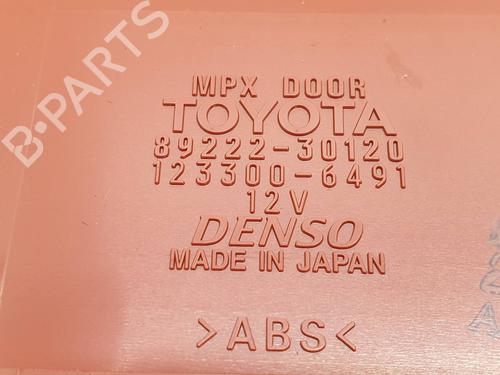 B-PARTS
MPX DOOR
TOYOTA
89222-30120
123300-6491
12V
DENSO
MADE IN JAPAN
>ABS<